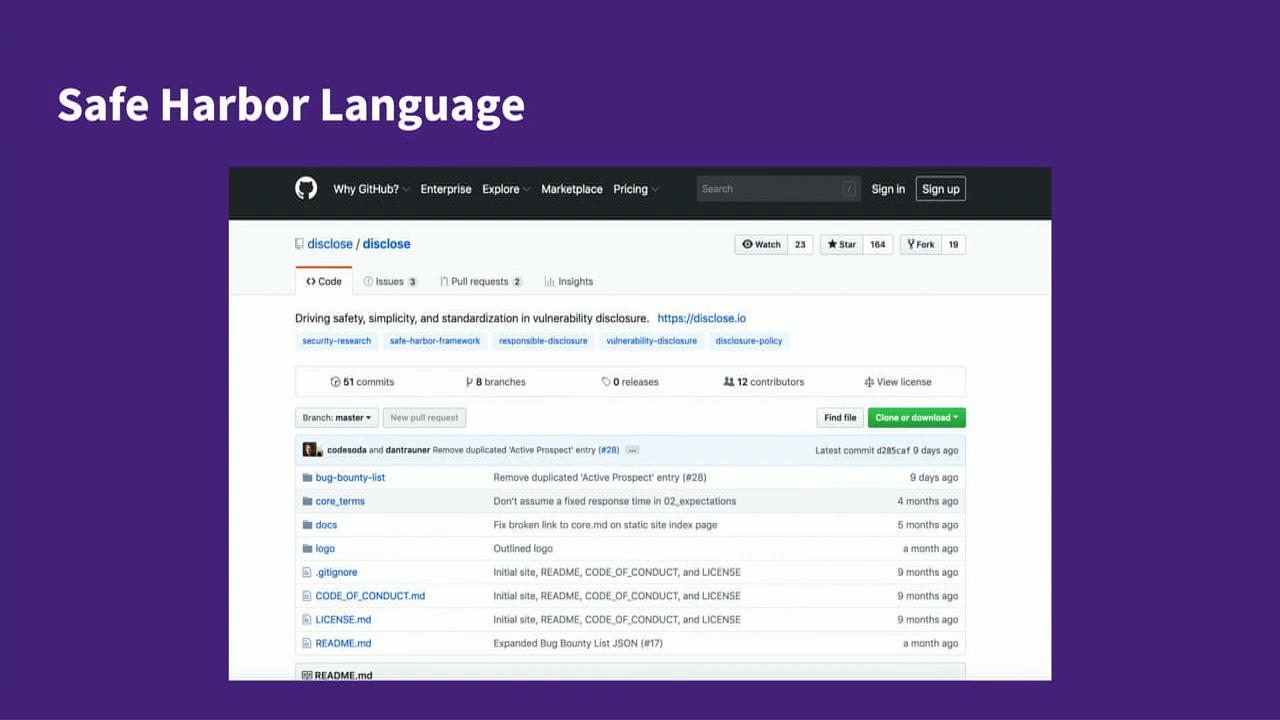 Safe Harbor Language
Why GitHub? Enterprise Explore Marketplace Pricing Search / Sign in Sign up
disclose / disclose Watch 23 Star 164 Fork 19
Code Issues 3 Pull requests 2 Insights
Driving safety, simplicity, and standardization in vulnerability disclosure. https://disclose.io
security-research safe-harbor-framework responsible-disclosure vulnerability-disclosure disclosure-policy
51 commits 8 branches 0 releases 12 contributors View license
Branch: master New pull request Find file Clone or download
codesoda and dantrauner Remove duplicated 'Active Prospect' entry (#28) ... Latest commit d285caf 9 days ago
bug-bounty-list Remove duplicated 'Active Prospect' entry (#28) 9 days ago
core_terms Don't assume a fixed response time in 02_expectations 4 months ago
docs Fix broken link to core.md on static site index page 5 months ago
logo Outlined logo a month ago
.gitignore Initial site, README, CODE_OF_CONDUCT, and LICENSE 9 months ago
CODE_OF_CONDUCT.md Initial site, README, CODE_OF_CONDUCT, and LICENSE 9 months ago
LICENSE.md Initial site, README, CODE_OF_CONDUCT, and LICENSE 9 months ago
README.md Expanded Bug Bounty List JSON (#17) a month ago
README.md